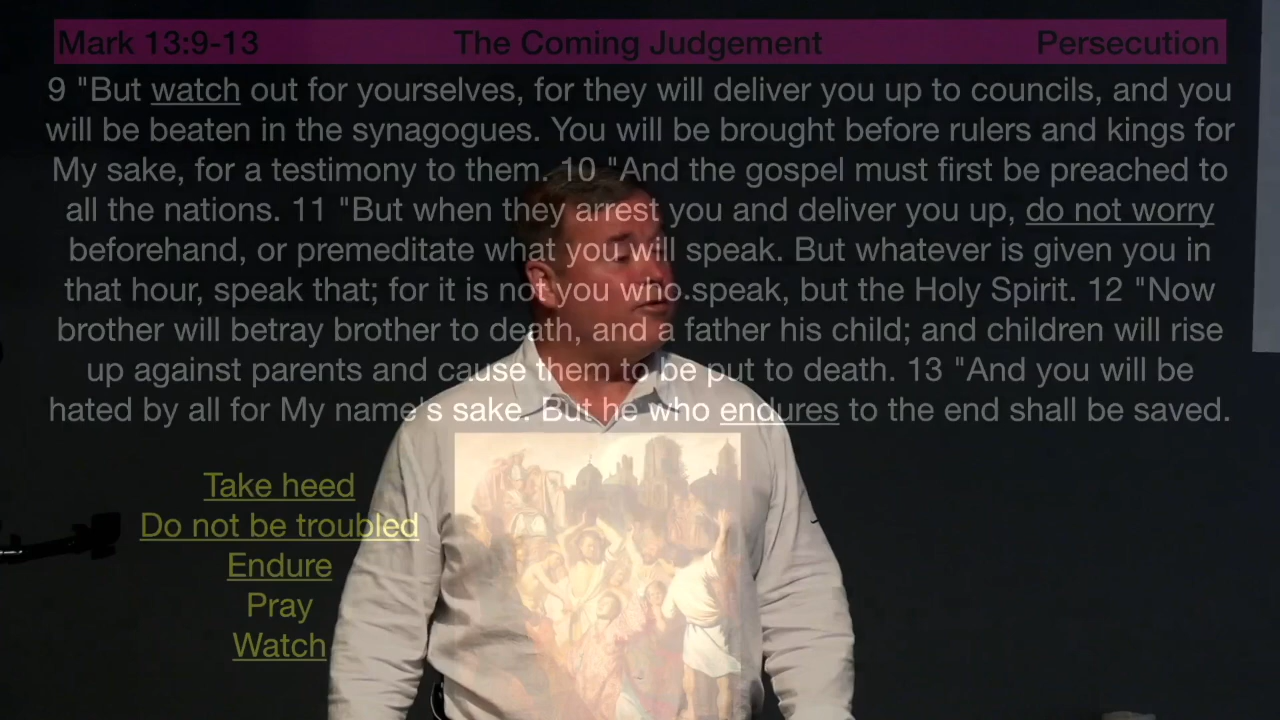 Mark 13:9-13 The Coming Judgement Persecution
9 "But watch out for yourselves, for they will deliver you up to councils, and you
will be beaten in the synagogues. You will be brought before rulers and kings for
My sake, for a testimony to them. 10 "And the gospel must first be preached to
all the nations. 11 "But when they arrest you and deliver you up, do not worry
beforehand, or premeditate what you will speak. But whatever is given you in
that hour, speak that; for it is not you who speak, but the Holy Spirit. 12 "Now
brother will betray brother to death, and a father his child; and children will rise
up against parents and cause them to be put to death. 13 "And you will be
hated by all for My name's sake. But he who endures to the end shall be saved.
Take heed
Do not be troubled
Endure
Pray
Watch